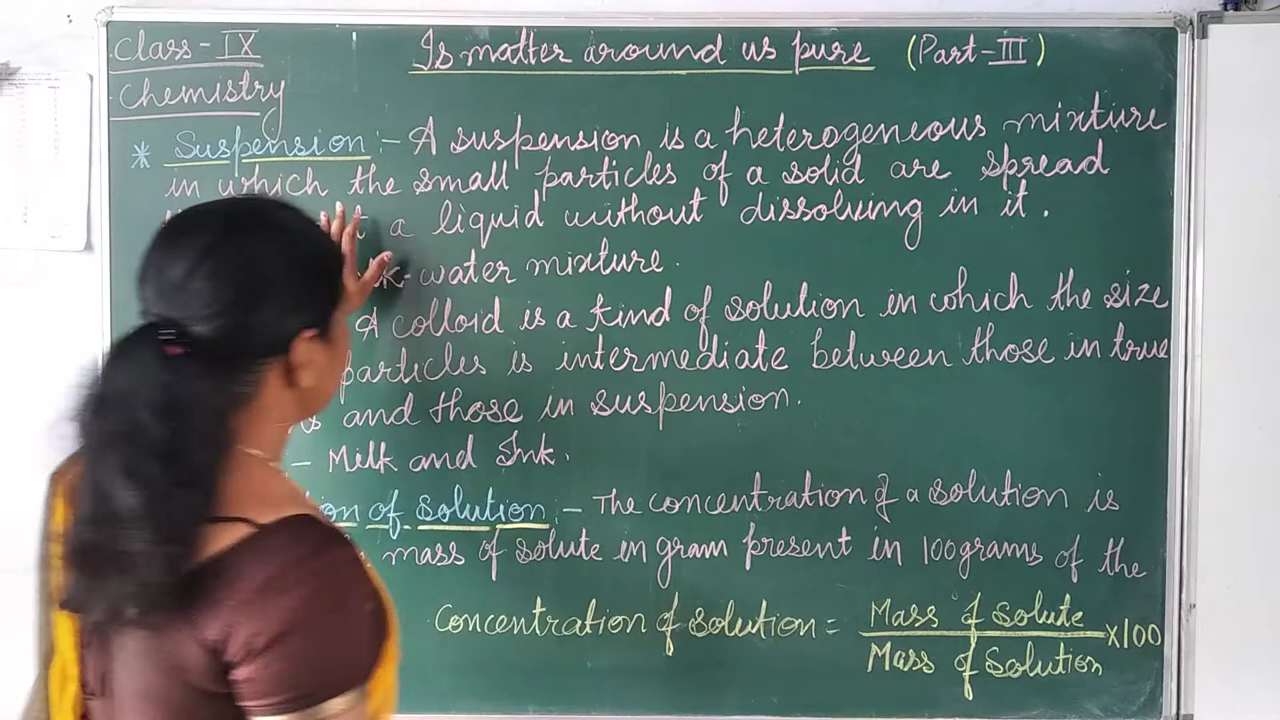 Class - IX
Is matter around us pure (Part-III)
Chemistry
* Suspension :- A suspension is a heterogeneous mixture
in which the small particles of a solid are spread
a liquid without dissolving in it.
-water mixture.
A colloid is a kind of solution in which the size
particles is intermediate between those in true
and those in suspension.
- Milk and Ink.
of solution :- The concentration of a solution is
mass of solute in gram present in 100grams of the
Concentration of solution = Mass of solute / Mass of Solution ×100